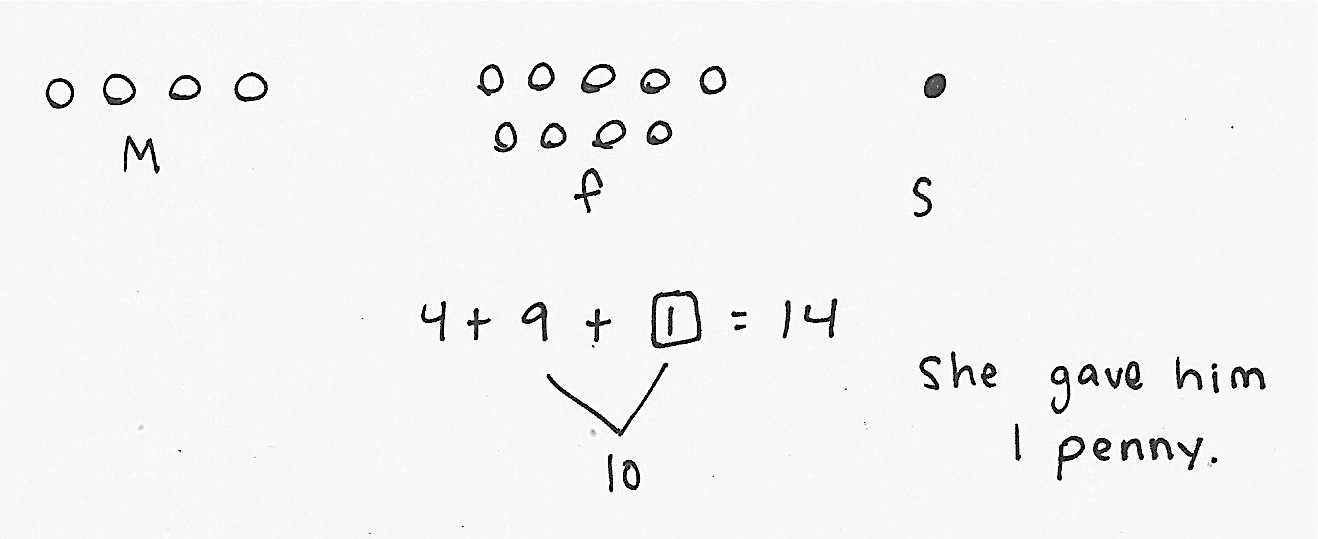 M f S
4 + 9 + 1 = 14
10
She gave him
1 penny.